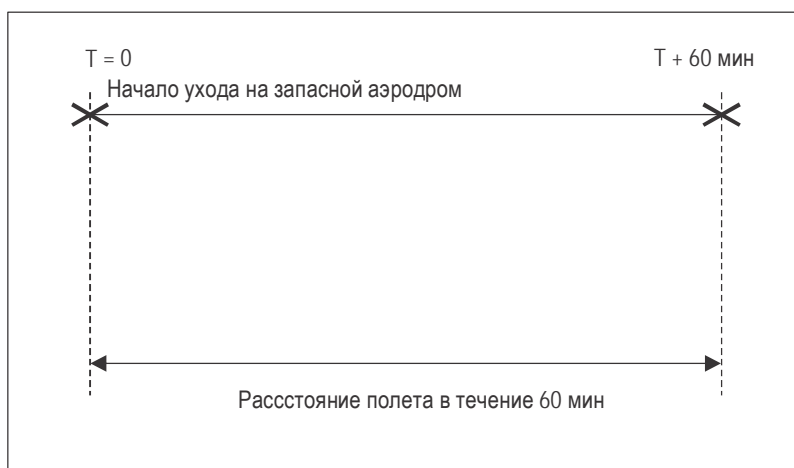 T = 0
T + 60 мин
Начало ухода на запасной аэродром
Рассстояние полета в течение 60 мин